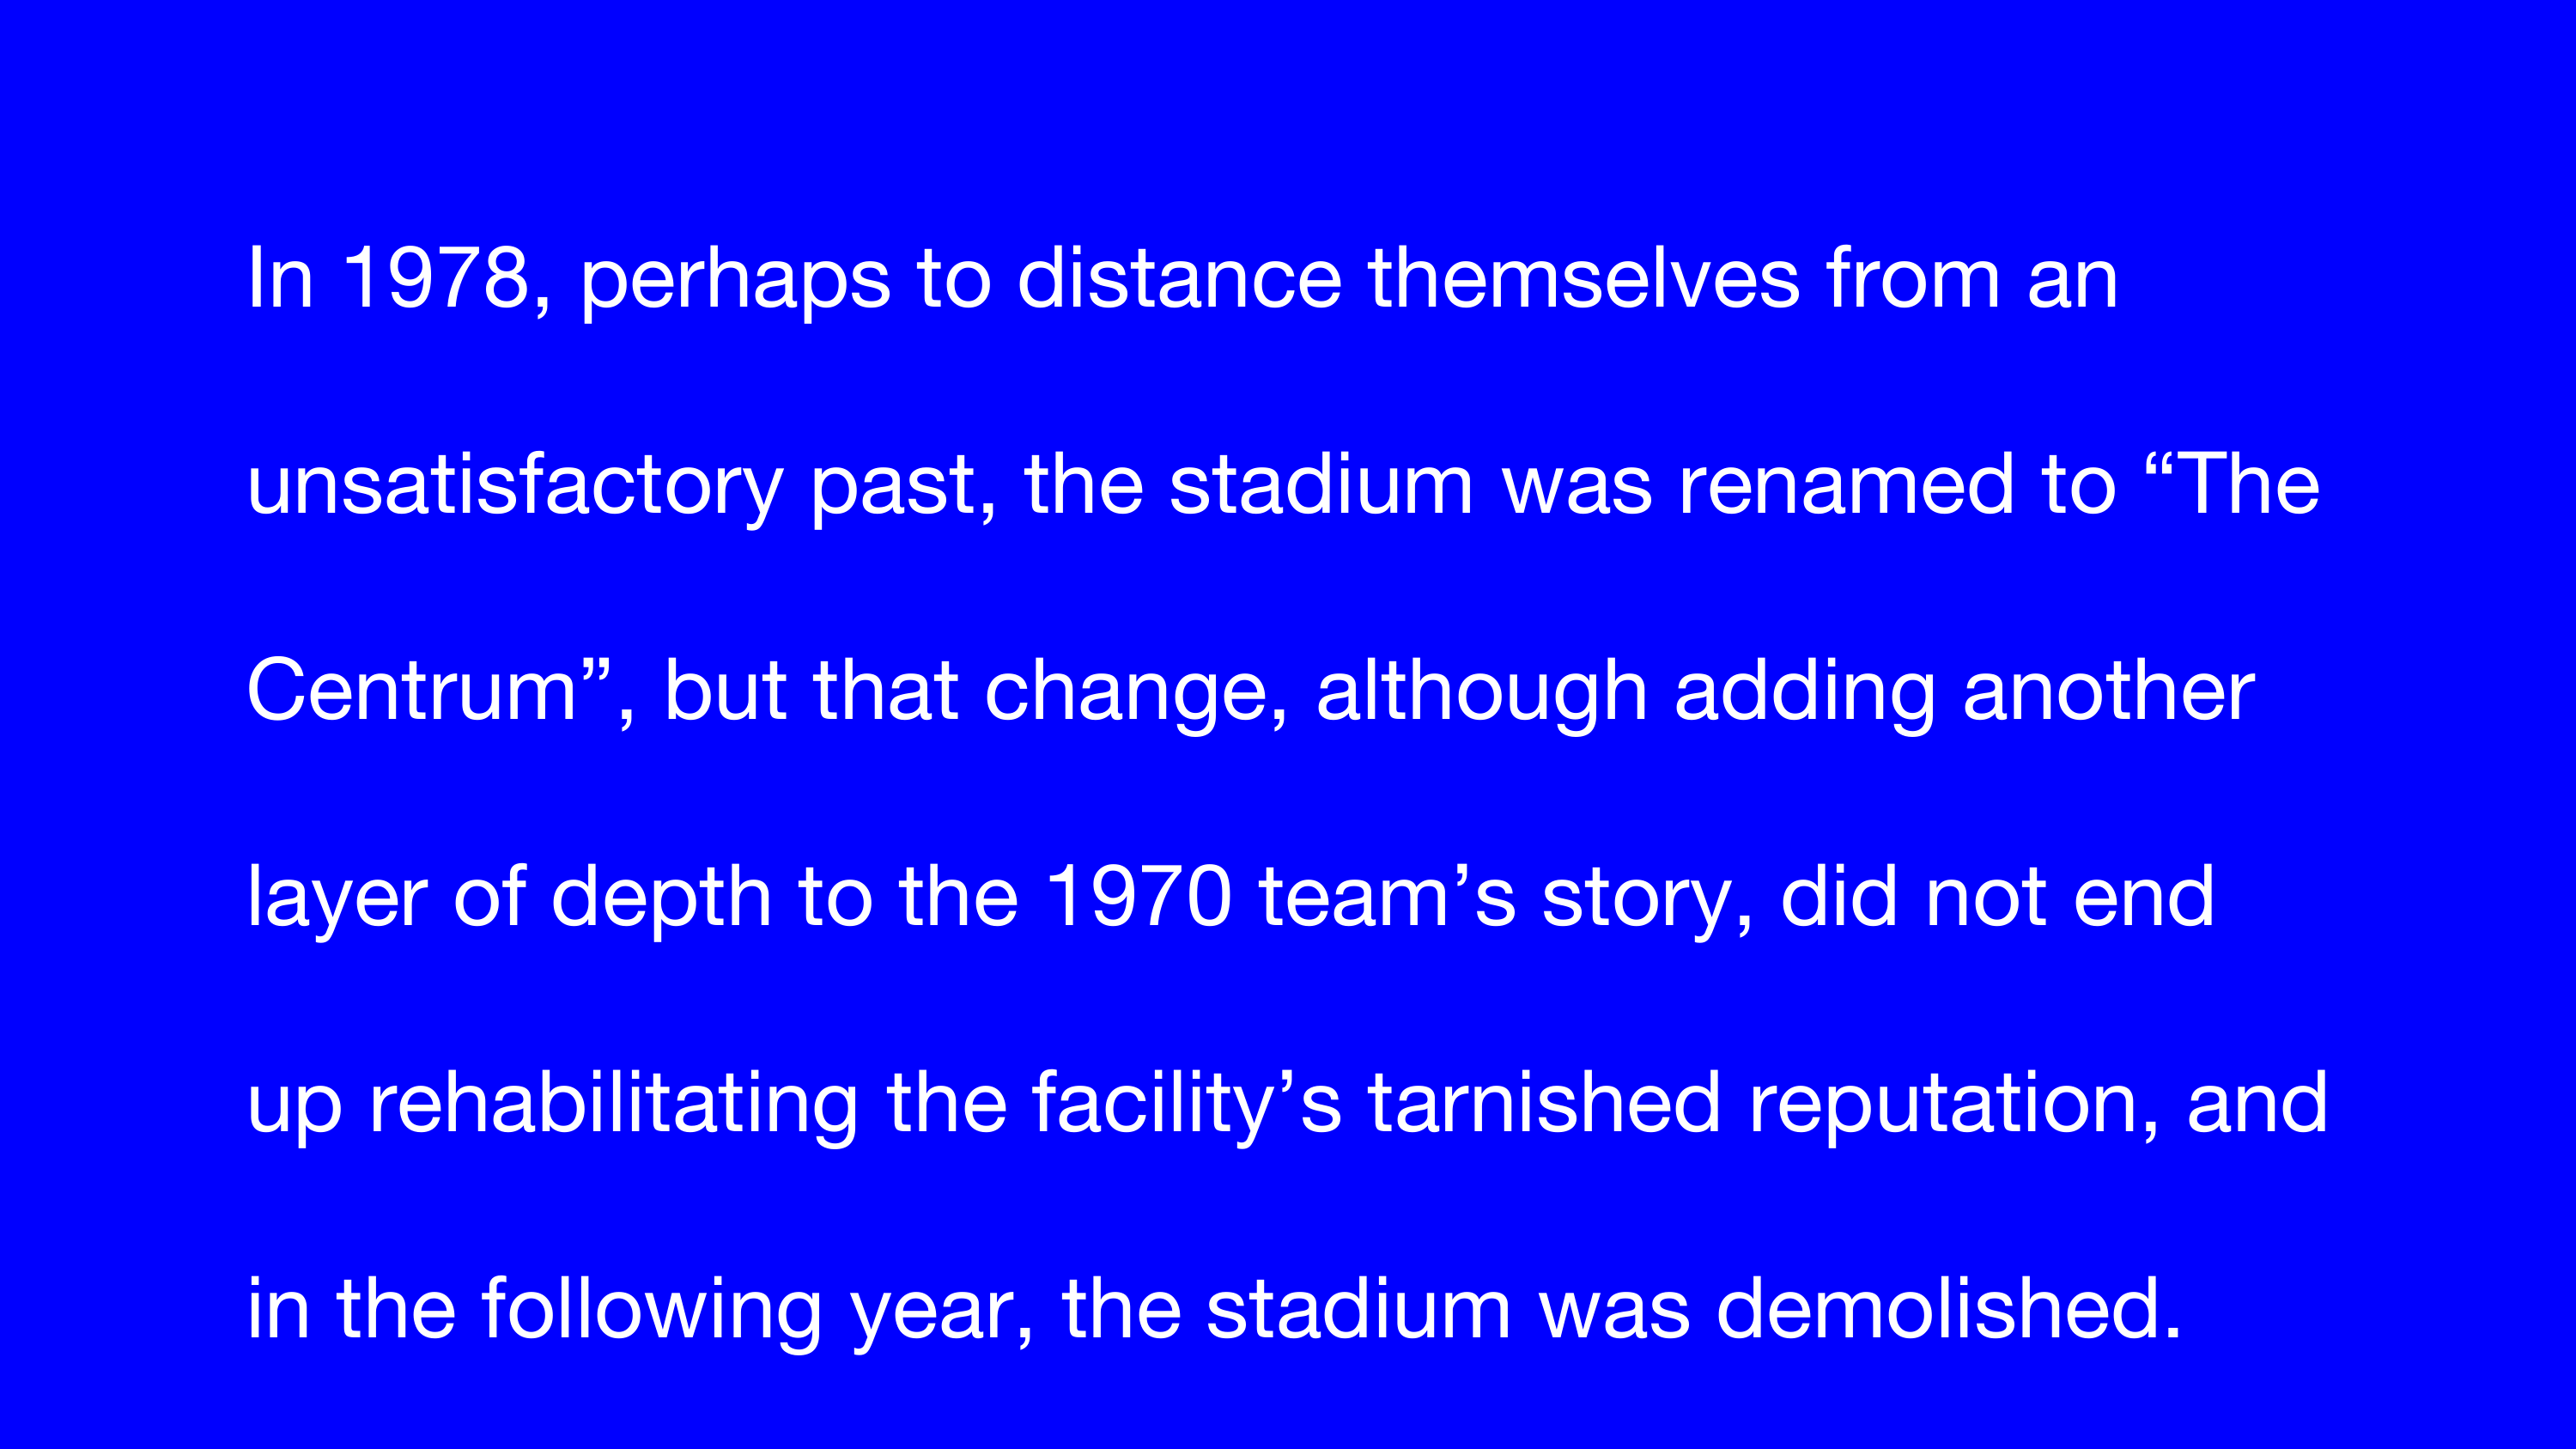 In 1978, perhaps to distance themselves from an
unsatisfactory past, the stadium was renamed to “The
Centrum”, but that change, although adding another
layer of depth to the 1970 team’s story, did not end
up rehabilitating the facility’s tarnished reputation, and
in the following year, the stadium was demolished.